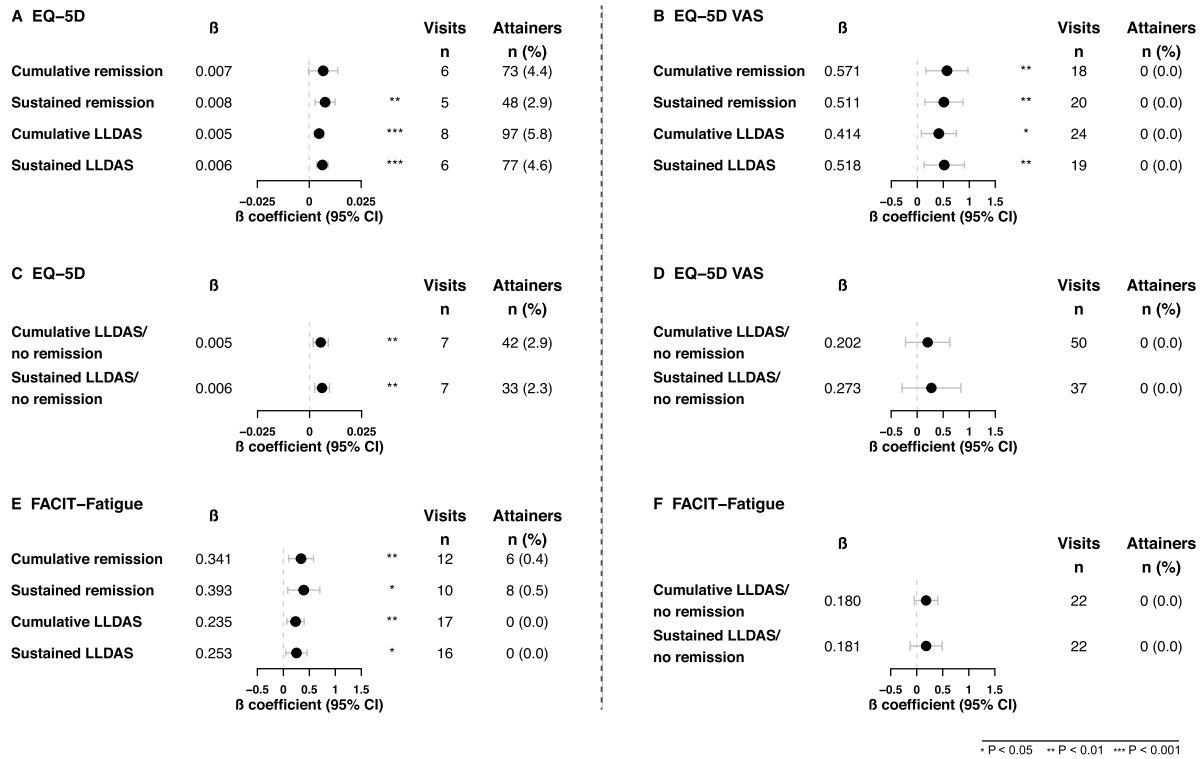 A EQ–5D
ß Visits Attainers
n n (%)
Cumulative remission 0.007 6 73 (4.4)
Sustained remission 0.008 ** 5 48 (2.9)
Cumulative LLDAS 0.005 *** 8 97 (5.8)
Sustained LLDAS 0.006 *** 6 77 (4.6)
−0.025 0 0.025
ß coefficient (95% CI)
B EQ–5D VAS
ß Visits Attainers
n n (%)
Cumulative remission 0.571 ** 18 0 (0.0)
Sustained remission 0.511 ** 20 0 (0.0)
Cumulative LLDAS 0.414 * 24 0 (0.0)
Sustained LLDAS 0.518 ** 19 0 (0.0)
−0.5 0 0.5 1 1.5
ß coefficient (95% CI)
C EQ–5D
ß Visits Attainers
n n (%)
Cumulative LLDAS/
no remission 0.005 ** 7 42 (2.9)
Sustained LLDAS/
no remission 0.006 ** 7 33 (2.3)
−0.025 0 0.025
ß coefficient (95% CI)
D EQ–5D VAS
ß Visits Attainers
n n (%)
Cumulative LLDAS/
no remission 0.202 50 0 (0.0)
Sustained LLDAS/
no remission 0.273 37 0 (0.0)
−0.5 0 0.5 1 1.5
ß coefficient (95% CI)
E FACIT–Fatigue
ß Visits Attainers
n n (%)
Cumulative remission 0.341 ** 12 6 (0.4)
Sustained remission 0.393 * 10 8 (0.5)
Cumulative LLDAS 0.235 ** 17 0 (0.0)
Sustained LLDAS 0.253 * 16 0 (0.0)
−0.5 0 0.5 1 1.5
ß coefficient (95% CI)
F FACIT–Fatigue
ß Visits Attainers
n n (%)
Cumulative LLDAS/
no remission 0.180 22 0 (0.0)
Sustained LLDAS/
no remission 0.181 22 0 (0.0)
−0.5 0 0.5 1 1.5
ß coefficient (95% CI)
* P < 0.05 ** P < 0.01 *** P < 0.001